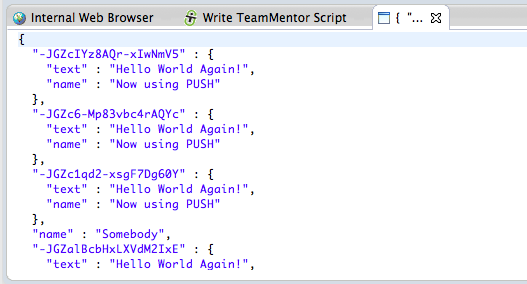 Internal Web Browser Write TeamMentor Script { "...
{
"-JGZcIYz8AQr-xIwNmV5" : {
"text" : "Hello World Again!",
"name" : "Now using PUSH"
},
"-JGZc6-Mp83vbc4rAQYc" : {
"text" : "Hello World Again!",
"name" : "Now using PUSH"
},
"-JGZc1qd2-xsgF7Dg60Y" : {
"text" : "Hello World Again!",
"name" : "Now using PUSH"
},
"name" : "Somebody",
"-JGZalBcbHxLXVdM2IxE" : {
"text" : "Hello World Again!",